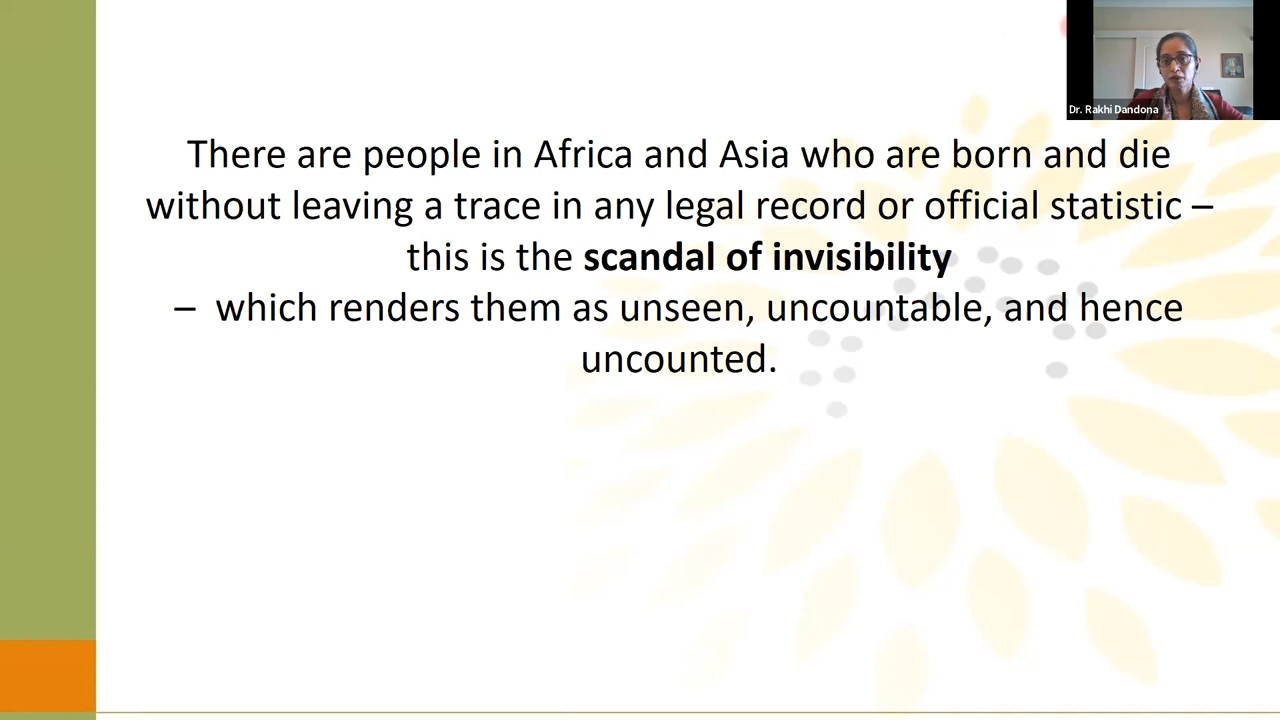 Dr. Rakhi Dandona
There are people in Africa and Asia who are born and die
without leaving a trace in any legal record or official statistic –
this is the scandal of invisibility
– which renders them as unseen, uncountable, and hence
uncounted.